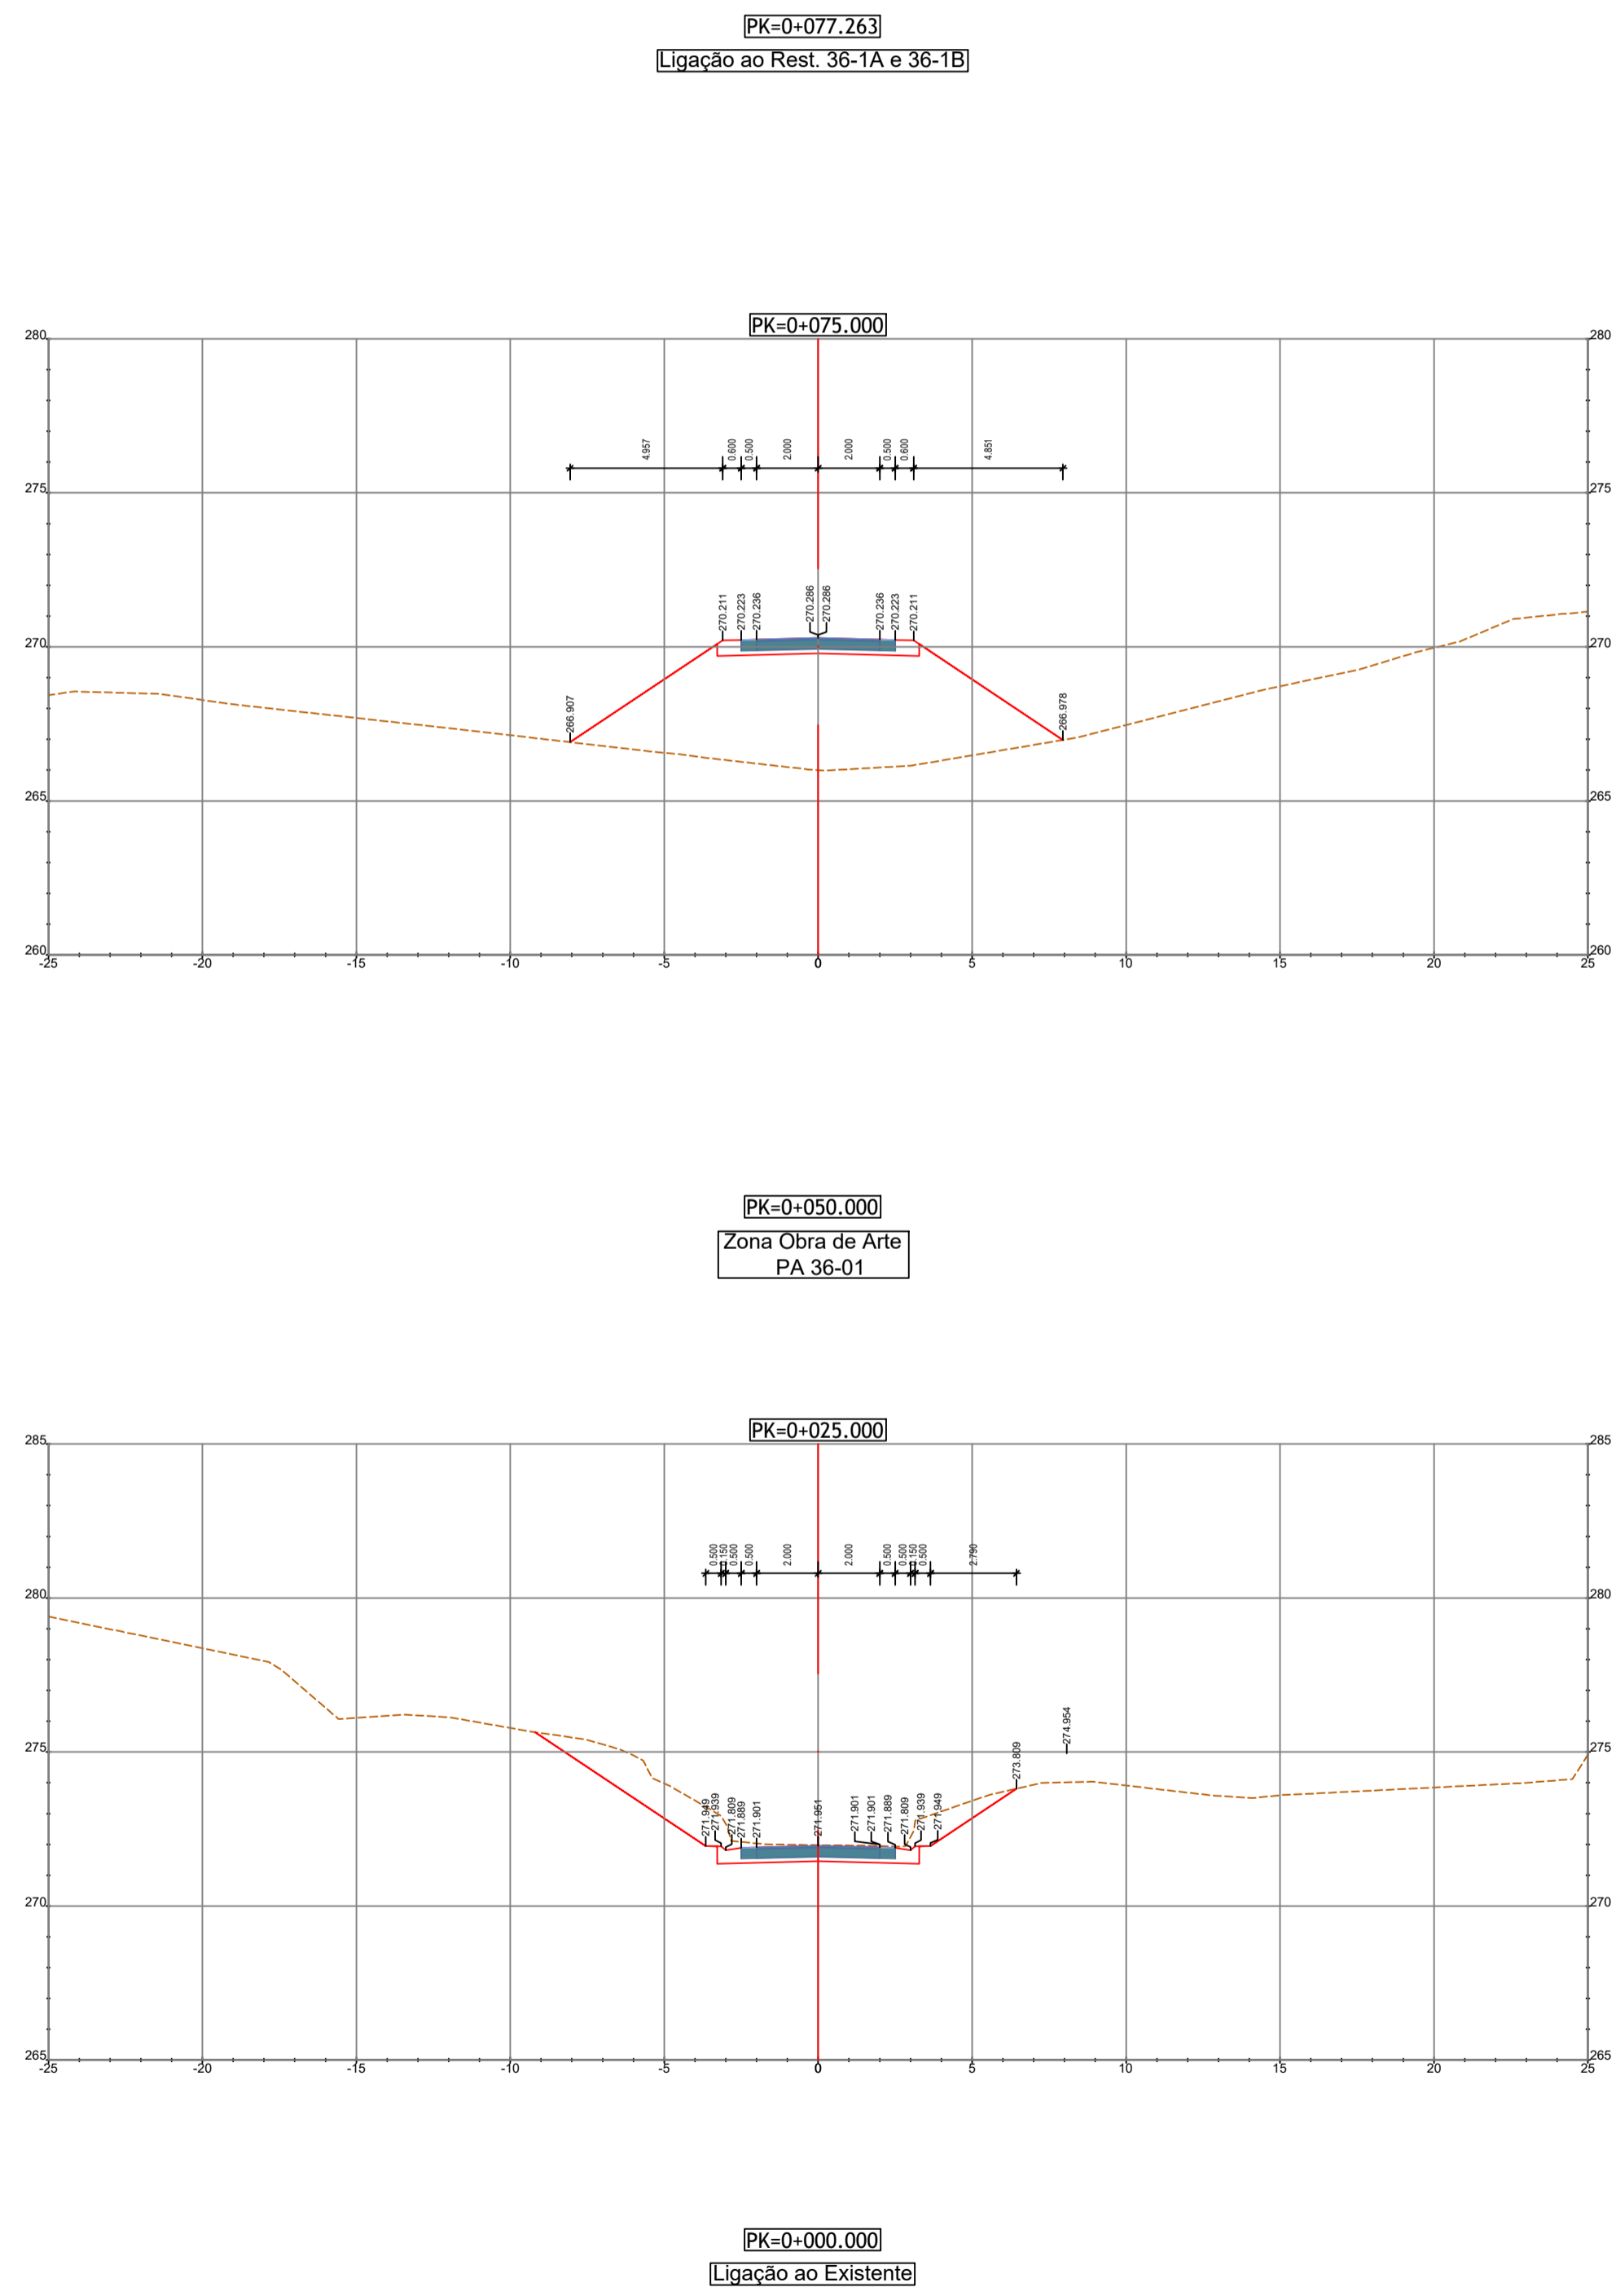 PK=0+077.263
Ligação ao Rest. 36-1A e 36-1B
PK=0+075.000
280 280
4.957 0.600 0.500 2.000 2.000 0.500 0.600 4.851
275 275
270.211 270.223 270.236 270.286 270.286 270.236 270.223 270.211
270 270
266.907 266.978
265 265
260 260
-25 -20 -15 -10 -5 0 5 10 15 20 25
PK=0+050.000
Zona Obra de Arte
PA 36-01
PK=0+025.000
285 285
0.500 0.150 0.500 0.500 2.000 2.000 0.500 0.500 0.150 0.500 2.790
280 280
274.954
275 275
273.809
271.949 271.939 271.809 271.889 271.901 271.951 271.901 271.901 271.889 271.809 271.939 271.949
270 270
265 265
-25 -20 -15 -10 -5 0 5 10 15 20 25
PK=0+000.000
Ligação ao Existente